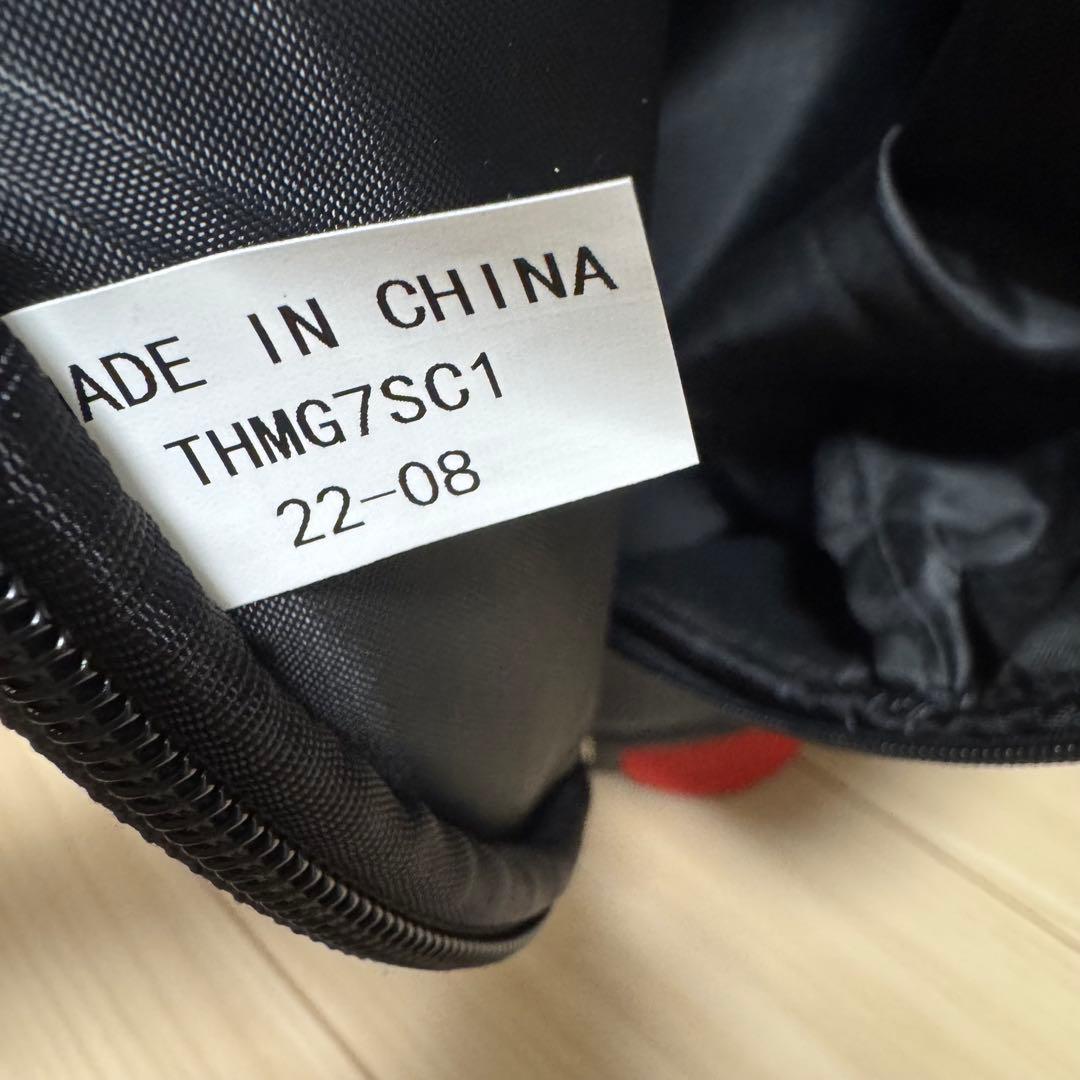 ADE IN CHINA
THMG7SC1
22-08